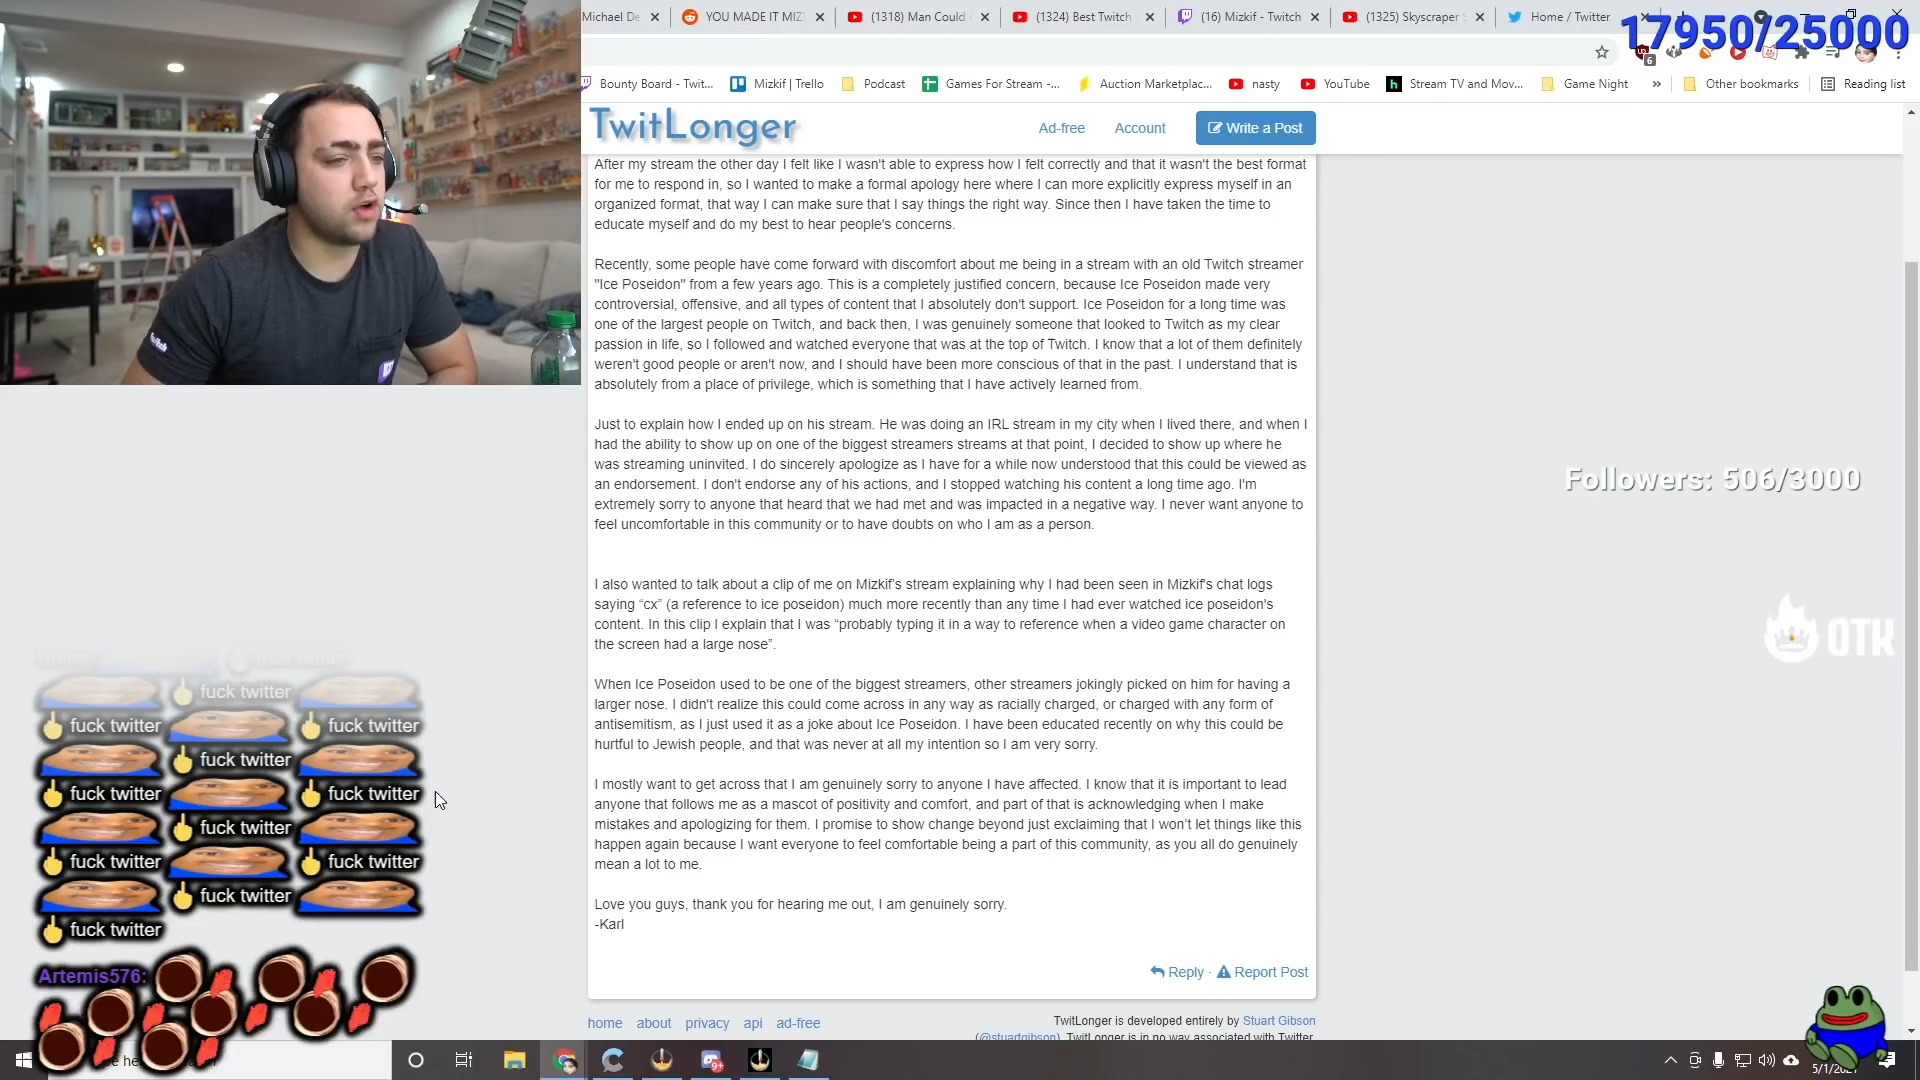 Michael De
YOU MADE IT MIZ
(1318) Man Could
(1324) Best Twitch
(16) Mizkif - Twitch
(1325) Skyscraper
Home / Twitter
17950/25000
6
Bounty Board - Twit...
Mizkif | Trello
Podcast
Games For Stream -...
Auction Marketplac...
nasty
YouTube
Stream TV and Mov...
Game Night
»
Other bookmarks
Reading list
TwitLonger
Ad-free
Account
Write a Post
After my stream the other day I felt like I wasn't able to express how I felt correctly and that it wasn't the best format
for me to respond in, so I wanted to make a formal apology here where I can more explicitly express myself in an
organized format, that way I can make sure that I say things the right way. Since then I have taken the time to
educate myself and do my best to hear people's concerns.
Recently, some people have come forward with discomfort about me being in a stream with an old Twitch streamer
"Ice Poseidon" from a few years ago. This is a completely justified concern, because Ice Poseidon made very
controversial, offensive, and all types of content that I absolutely don't support. Ice Poseidon for a long time was
one of the largest people on Twitch, and back then, I was genuinely someone that looked to Twitch as my clear
passion in life, so I followed and watched everyone that was at the top of Twitch. I know that a lot of them definitely
weren't good people or aren't now, and I should have been more conscious of that in the past. I understand that is
absolutely from a place of privilege, which is something that I have actively learned from.
Just to explain how I ended up on his stream. He was doing an IRL stream in my city when I lived there, and when I
had the ability to show up on one of the biggest streamers streams at that point, I decided to show up where he
was streaming uninvited. I do sincerely apologize as I have for a while now understood that this could be viewed as
an endorsement. I don't endorse any of his actions, and I stopped watching his content a long time ago. I'm
extremely sorry to anyone that heard that we had met and was impacted in a negative way. I never want anyone to
feel uncomfortable in this community or to have doubts on who I am as a person.
I also wanted to talk about a clip of me on Mizkif's stream explaining why I had been seen in Mizkif's chat logs
saying “cx” (a reference to ice poseidon) much more recently than any time I had ever watched ice poseidon's
content. In this clip I explain that I was “probably typing it in a way to reference when a video game character on
the screen had a large nose”.
When Ice Poseidon used to be one of the biggest streamers, other streamers jokingly picked on him for having a
larger nose. I didn't realize this could come across in any way as racially charged, or charged with any form of
antisemitism, as I just used it as a joke about Ice Poseidon. I have been educated recently on why this could be
hurtful to Jewish people, and that was never at all my intention so I am very sorry.
I mostly want to get across that I am genuinely sorry to anyone I have affected. I know that it is important to lead
anyone that follows me as a mascot of positivity and comfort, and part of that is acknowledging when I make
mistakes and apologizing for them. I promise to show change beyond just exclaiming that I won’t let things like this
happen again because I want everyone to feel comfortable being a part of this community, as you all do genuinely
mean a lot to me.
Love you guys, thank you for hearing me out, I am genuinely sorry.
-Karl
Reply · Report Post
home about privacy api ad-free
TwitLonger is developed entirely by Stuart Gibson
(@stuartgibson). TwitLonger is in no way associated with Twitter.
Followers: 506/3000
OTK
fuck twitter
fuck twitter fuck twitter
fuck twitter
fuck twitter fuck twitter
fuck twitter
fuck twitter fuck twitter
fuck twitter
fuck twitter
Artemis576:
9+